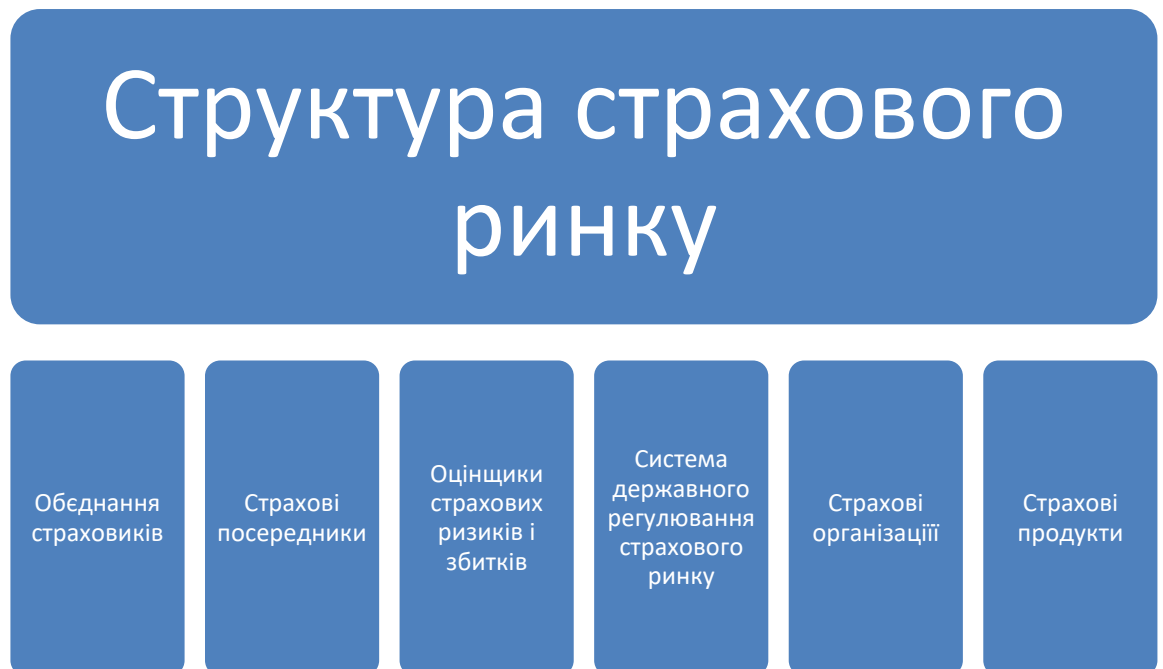 Структура страхового
ринку
Обєднання
страховиків
Страхові
посередники
Оцінщики
страхових
ризиків і
збитків
Система
державного
регулювання
страхового
ринку
Страхові
організаціїї
Страхові
продукти